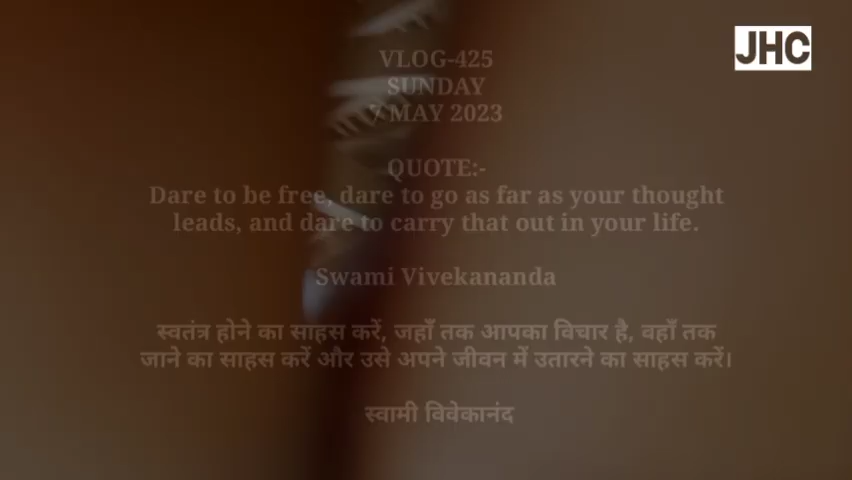 JHC
VLOG-425
SUNDAY
7 MAY 2023
QUOTE:-
Dare to be free, dare to go as far as your thought
leads, and dare to carry that out in your life.
Swami Vivekananda
स्वतंत्र होने का साहस करें, जहाँ तक आपका विचार है, वहाँ तक
जाने का साहस करें और उसे अपने जीवन में उतारने का साहस करें।
स्वामी विवेकानंद